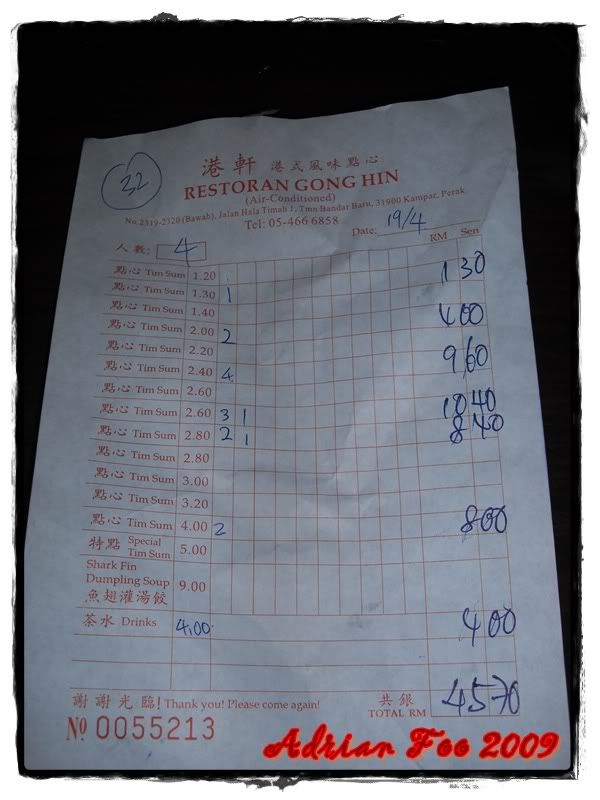 32
港軒 港式風味點心
RESTORAN GONG HIN
(Air-Conditioned)
No.2319-2320 (Bawah), Jalan Bala Timah 1, Tmn Bandar Baru, 31900 Kampar, Perak
Tel: 05-466 6858
Date: 19/4
人數: 4
RM Sen
點心 Tim Sum 1.20
點心 Tim Sum 1.30 1 1 30
點心 Tim Sum 1.40
點心 Tim Sum 2.00 2 4 00
點心 Tim Sum 2.20
點心 Tim Sum 2.40 4 9 60
點心 Tim Sum 2.60
點心 Tim Sum 2.60 3 1 10 40
點心 Tim Sum 2.80 2 1 8 40
點心 Tim Sum 2.80
點心 Tim Sum 3.00
點心 Tim Sum 3.20
點心 Tim Sum 4.00 2 8 00
特點 Special Tim Sum 5.00
Shark Fin
Dumpling Soup 9.00
魚翅灌湯餃
茶水 Drinks 4.00 4 00
謝謝光臨! Thank you! Please come again!
共銀
TOTAL RM 45 70
№ 0055213
Adrian Foo 2009